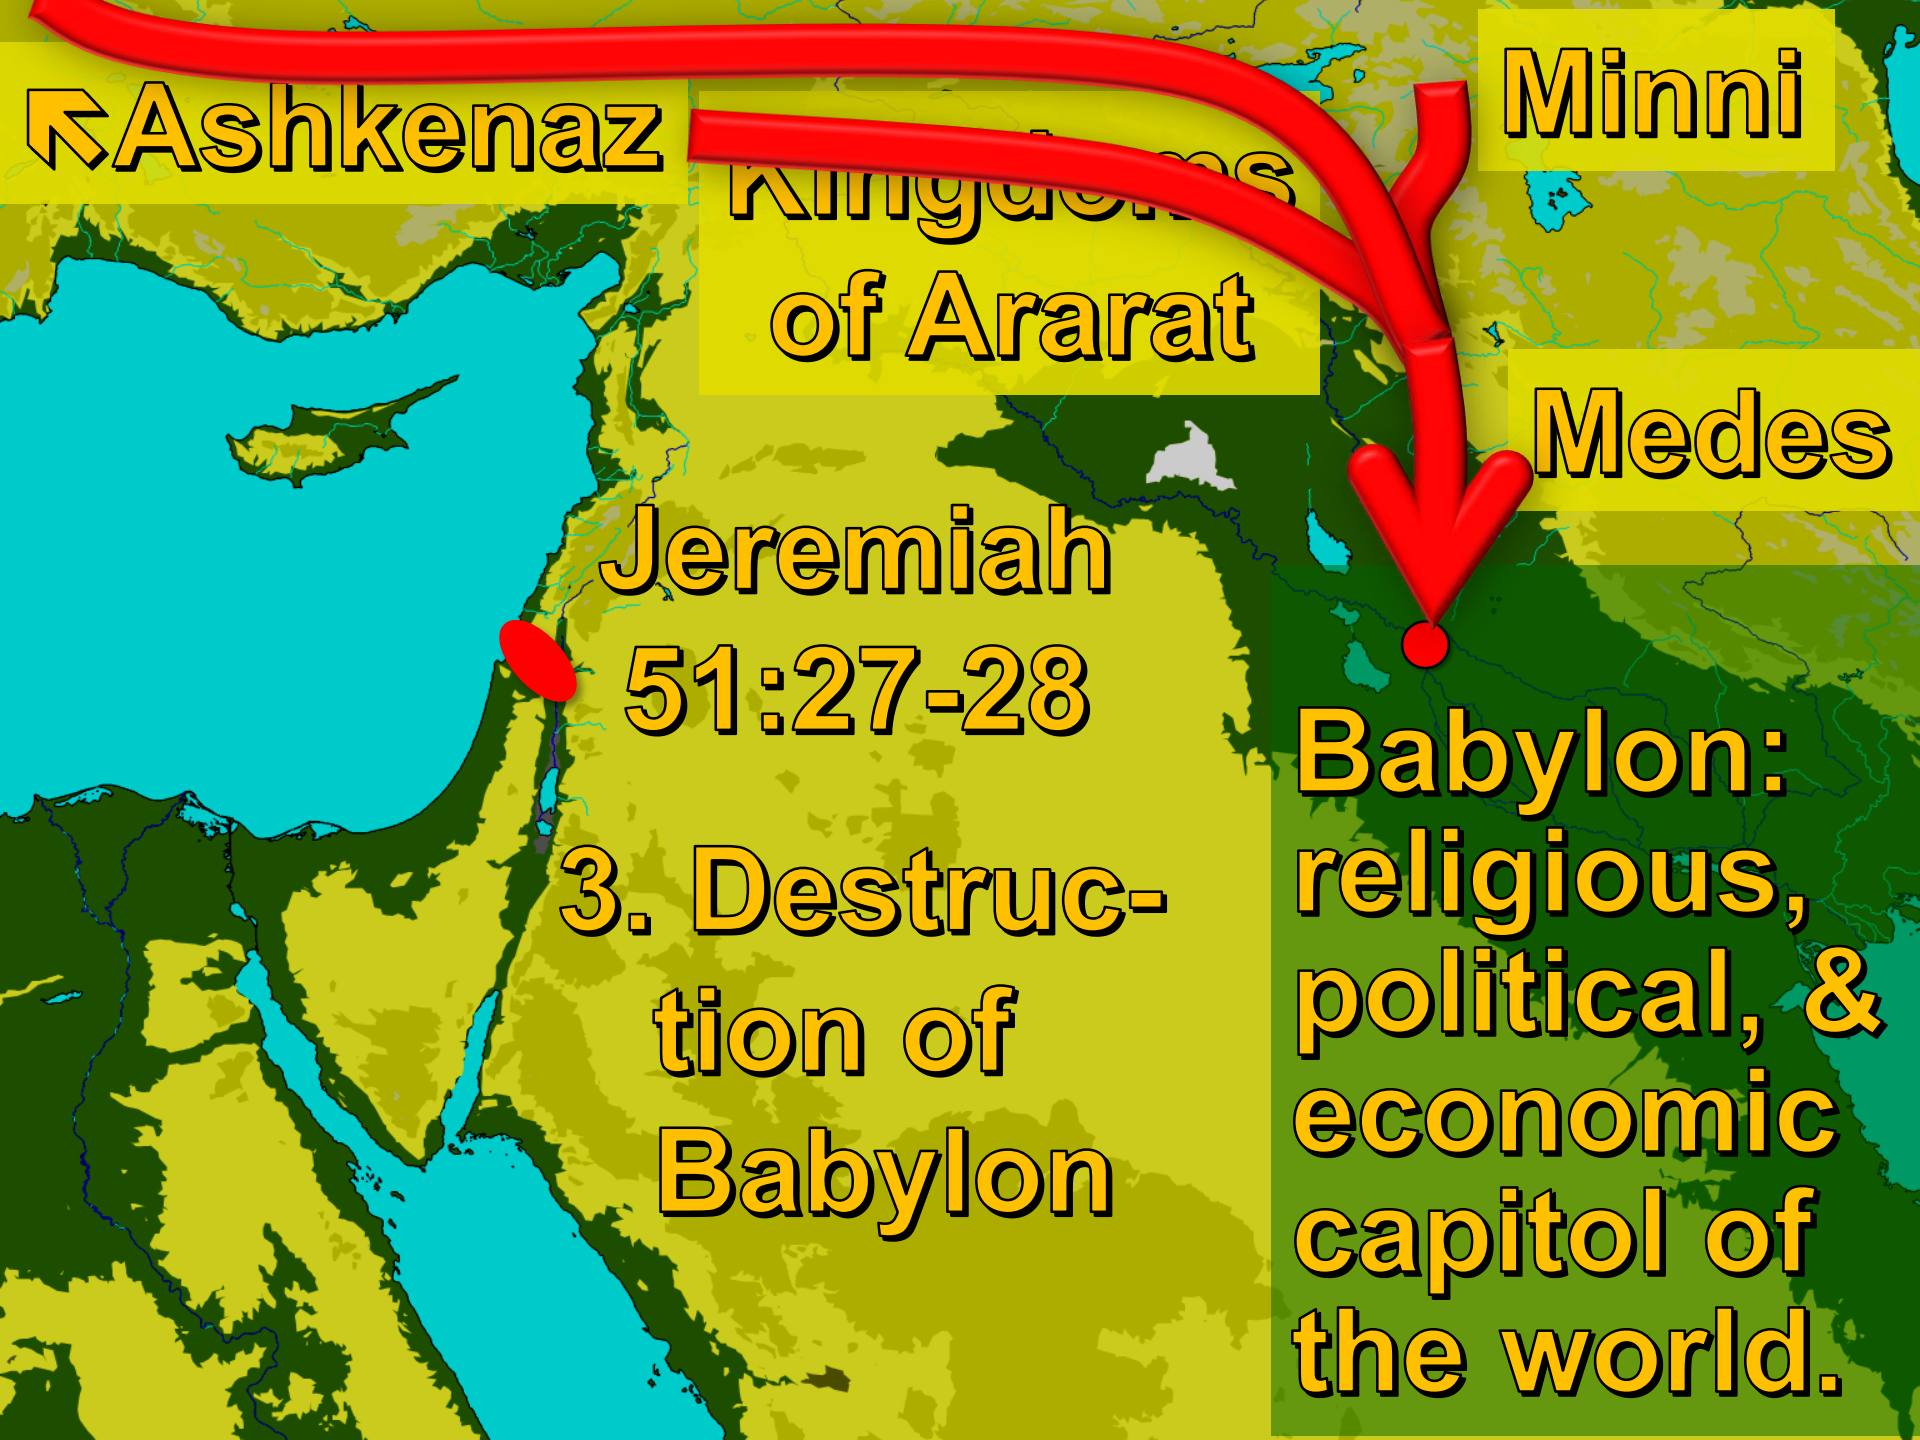 ↖Ashkenaz
Minni
Kingdoms
of Ararat
Medes
Jeremiah
51:27-28
3. Destruc-
tion of
Babylon
Babylon:
religious,
political, &
economic
capitol of
the world.